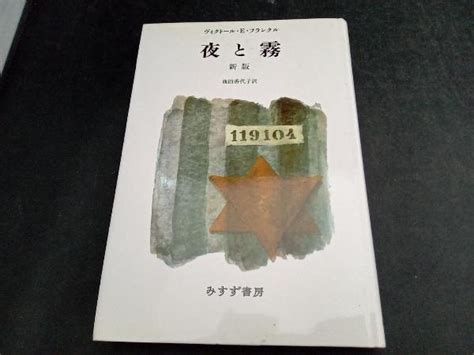 ヴィクトール・E・フランクル
夜と霧
新版
池田香代子訳
119104
みすず書房